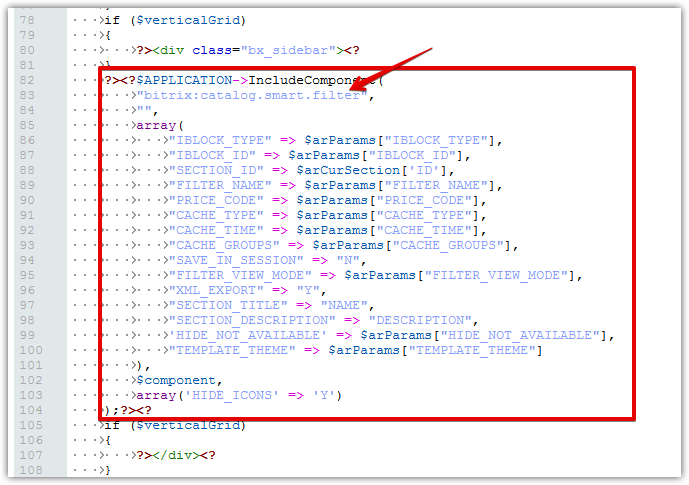 78 if ($verticalGrid)
79 {
80 ?><div class="bx_sidebar"><?
81 }
82 ?><?$APPLICATION->IncludeComponent(
83 "bitrix:catalog.smart.filter",
84 "",
85 array(
86 "IBLOCK_TYPE" => $arParams["IBLOCK_TYPE"],
87 "IBLOCK_ID" => $arParams["IBLOCK_ID"],
88 "SECTION_ID" => $arCurSection['ID'],
89 "FILTER_NAME" => $arParams["FILTER_NAME"],
90 "PRICE_CODE" => $arParams["PRICE_CODE"],
91 "CACHE_TYPE" => $arParams["CACHE_TYPE"],
92 "CACHE_TIME" => $arParams["CACHE_TIME"],
93 "CACHE_GROUPS" => $arParams["CACHE_GROUPS"],
94 "SAVE_IN_SESSION" => "N",
95 "FILTER_VIEW_MODE" => $arParams["FILTER_VIEW_MODE"],
96 "XML_EXPORT" => "Y",
97 "SECTION_TITLE" => "NAME",
98 "SECTION_DESCRIPTION" => "DESCRIPTION",
99 'HIDE_NOT_AVAILABLE' => $arParams["HIDE_NOT_AVAILABLE"],
100 "TEMPLATE_THEME" => $arParams["TEMPLATE_THEME"]
101 ),
102 $component,
103 array('HIDE_ICONS' => 'Y')
104 );?><?
105 if ($verticalGrid)
106 {
107 ?></div><?
108 }